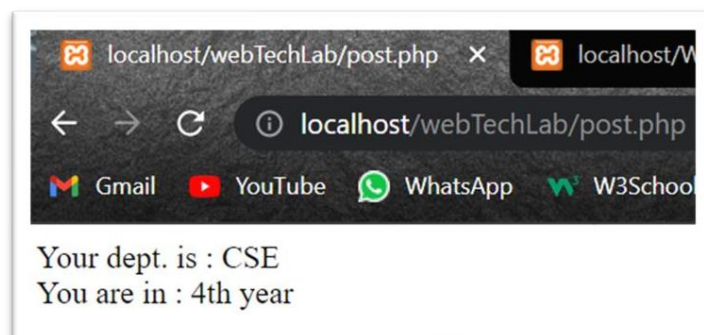 localhost/webTechLab/post.php × localhost/W
localhost/webTechLab/post.php
Gmail YouTube WhatsApp W3School
Your dept. is : CSE
You are in : 4th year